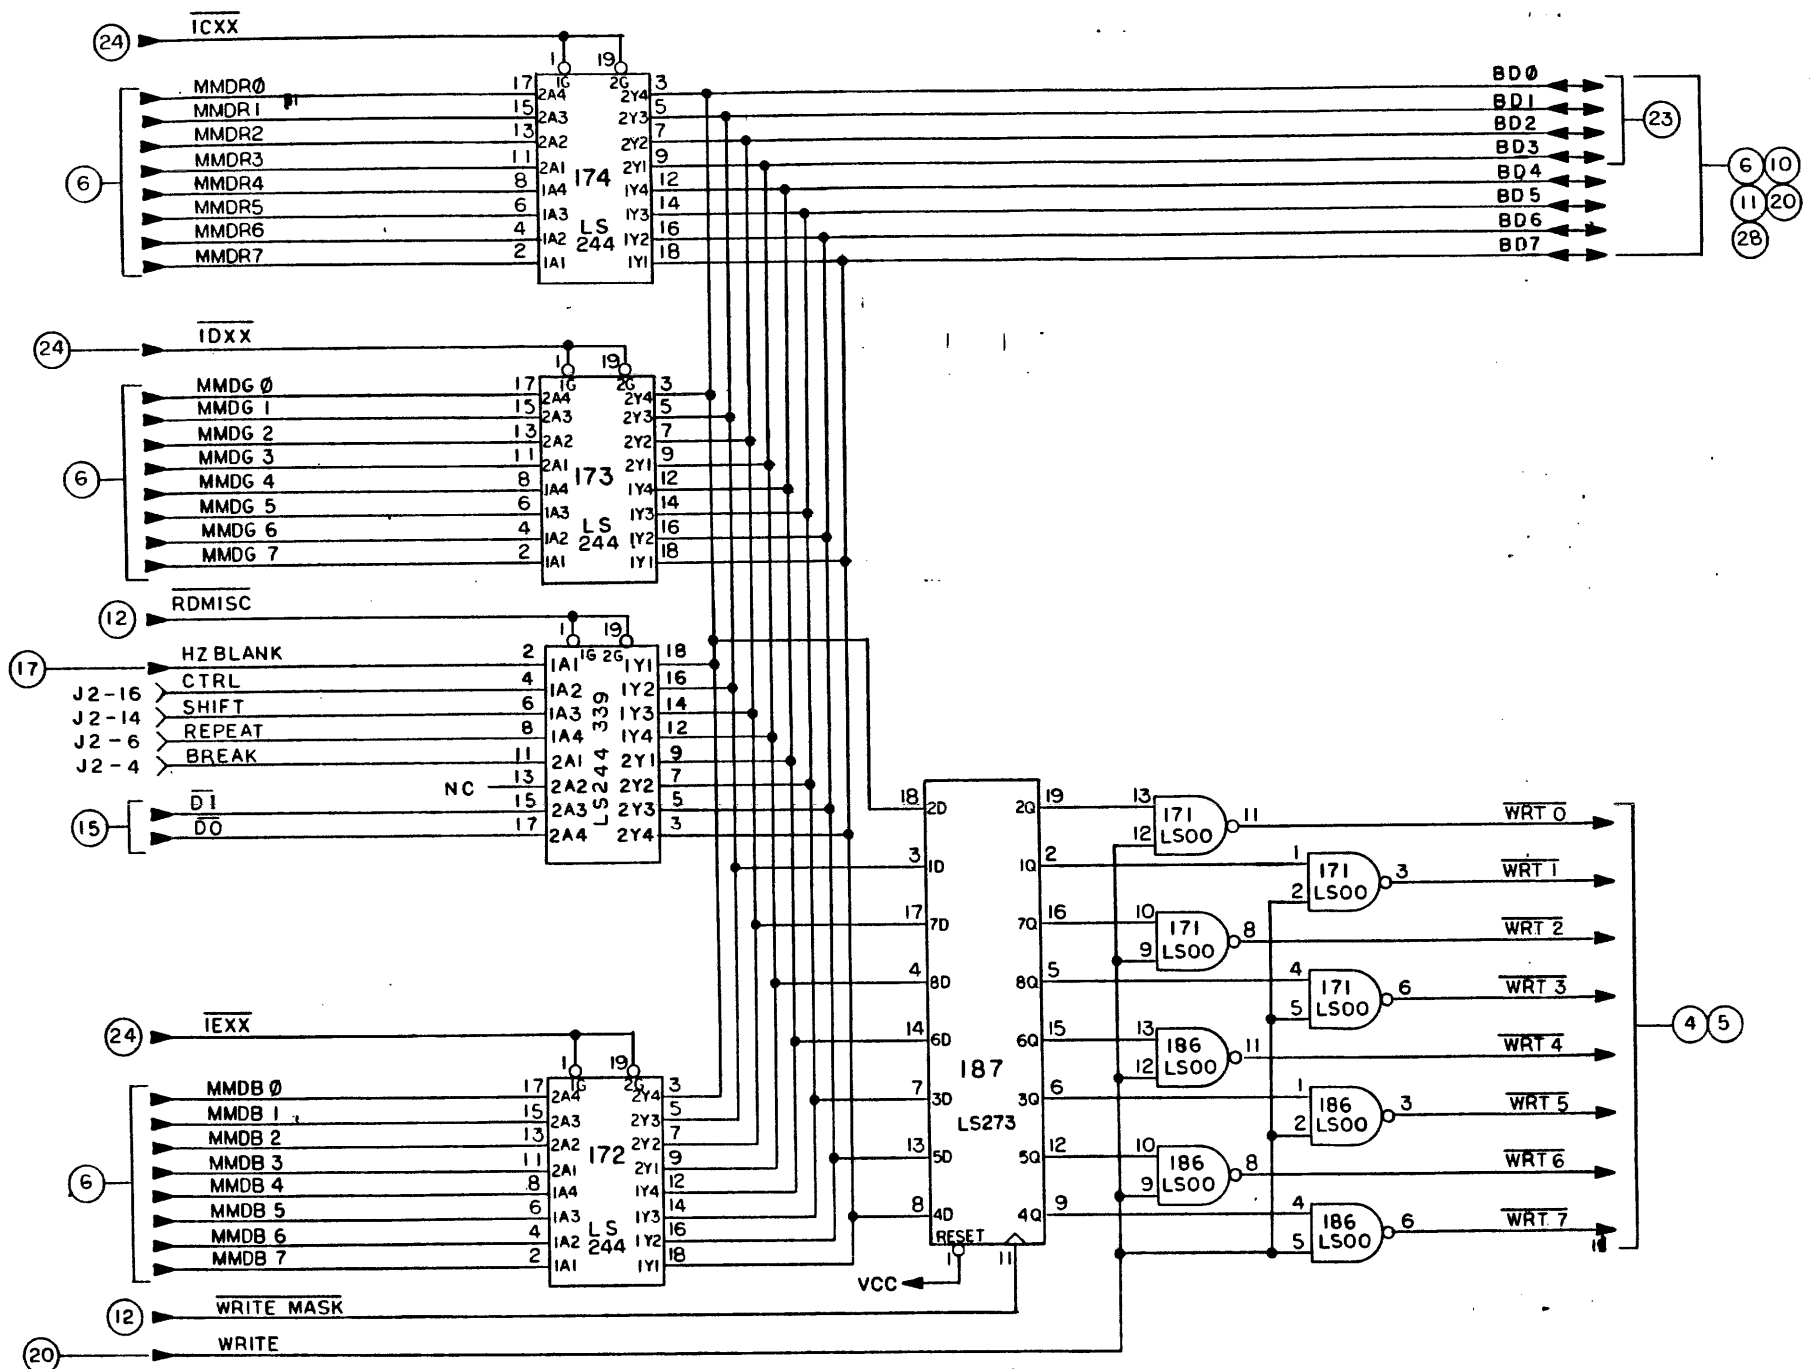 ICXX
24
1 19
1G 2G
MMDRØ 17 2A4 2Y4 3 BDØ
MMDR1 15 2A3 2Y3 5 BD1
MMDR2 13 2A2 2Y2 7 BD2
MMDR3 11 2A1 2Y1 9 BD3
MMDR4 8 1A4 1Y4 12 BD4
MMDR5 6 1A3 1Y3 14 BD5
MMDR6 4 1A2 1Y2 16 BD6
MMDR7 2 1A1 1Y1 18 BD7
6
174
LS
244
23
6 10
11 20
28
IDXX
24
1 19
1G 2G
MMDG Ø 17 2A4 2Y4 3
MMDG 1 15 2A3 2Y3 5
MMDG 2 13 2A2 2Y2 7
MMDG 3 11 2A1 2Y1 9
MMDG 4 8 1A4 1Y4 12
MMDG 5 6 1A3 1Y3 14
MMDG 6 4 1A2 1Y2 16
MMDG 7 2 1A1 1Y1 18
6
173
LS
244
RDMISC
12
1 19
1G 2G
17 HZ BLANK 2 1A1 1Y1 18
J2-16 CTRL 4 1A2 1Y2 16
J2-14 SHIFT 6 1A3 1Y3 14
J2-6 REPEAT 8 1A4 1Y4 12
J2-4 BREAK 11 2A1 2Y1 9
NC 13 2A2 2Y2 7
D1 15 2A3 2Y3 5
D0 17 2A4 2Y4 3
15
LS244 339
18 2D 2Q 19
3 1D 1Q 2
17 7D 7Q 16
4 8D 8Q 5
14 6D 6Q 15
7 3D 3Q 6
13 5D 5Q 12
8 4D 4Q 9
187
LS273
RESET
1 11
VCC
13 12 171 LS00 11 WRT 0
1 2 171 LS00 3 WRT 1
10 9 171 LS00 8 WRT 2
4 5 171 LS00 6 WRT 3
13 12 186 LS00 11 WRT 4
1 2 186 LS00 3 WRT 5
10 9 186 LS00 8 WRT 6
4 5 186 LS00 6 WRT 7
4 5
IEXX
24
1 19
1G 2G
MMDB Ø 17 2A4 2Y4 3
MMDB 1 15 2A3 2Y3 5
MMDB 2 13 2A2 2Y2 7
MMDB 3 11 2A1 2Y1 9
MMDB 4 8 1A4 1Y4 12
MMDB 5 6 1A3 1Y3 14
MMDB 6 4 1A2 1Y2 16
MMDB 7 2 1A1 1Y1 18
6
172
LS
244
12 WRITE MASK
20 WRITE